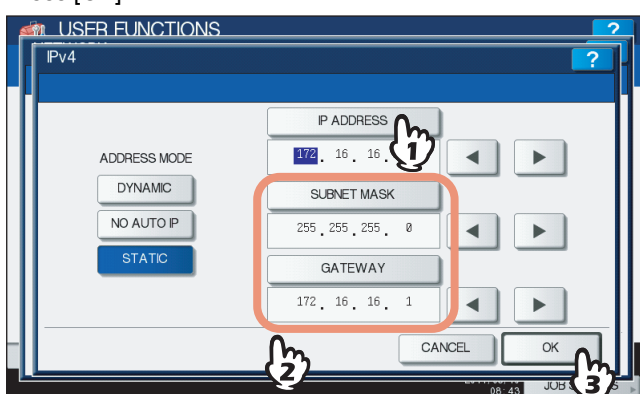 USER FUNCTIONS ?
IPv4 ?
IP ADDRESS
172. 16. 16.
1
ADDRESS MODE
DYNAMIC
NO AUTO IP
STATIC
SUBNET MASK
255.255.255. 0
GATEWAY
172. 16. 16. 1
2
CANCEL
OK
3
08:43
JOB S